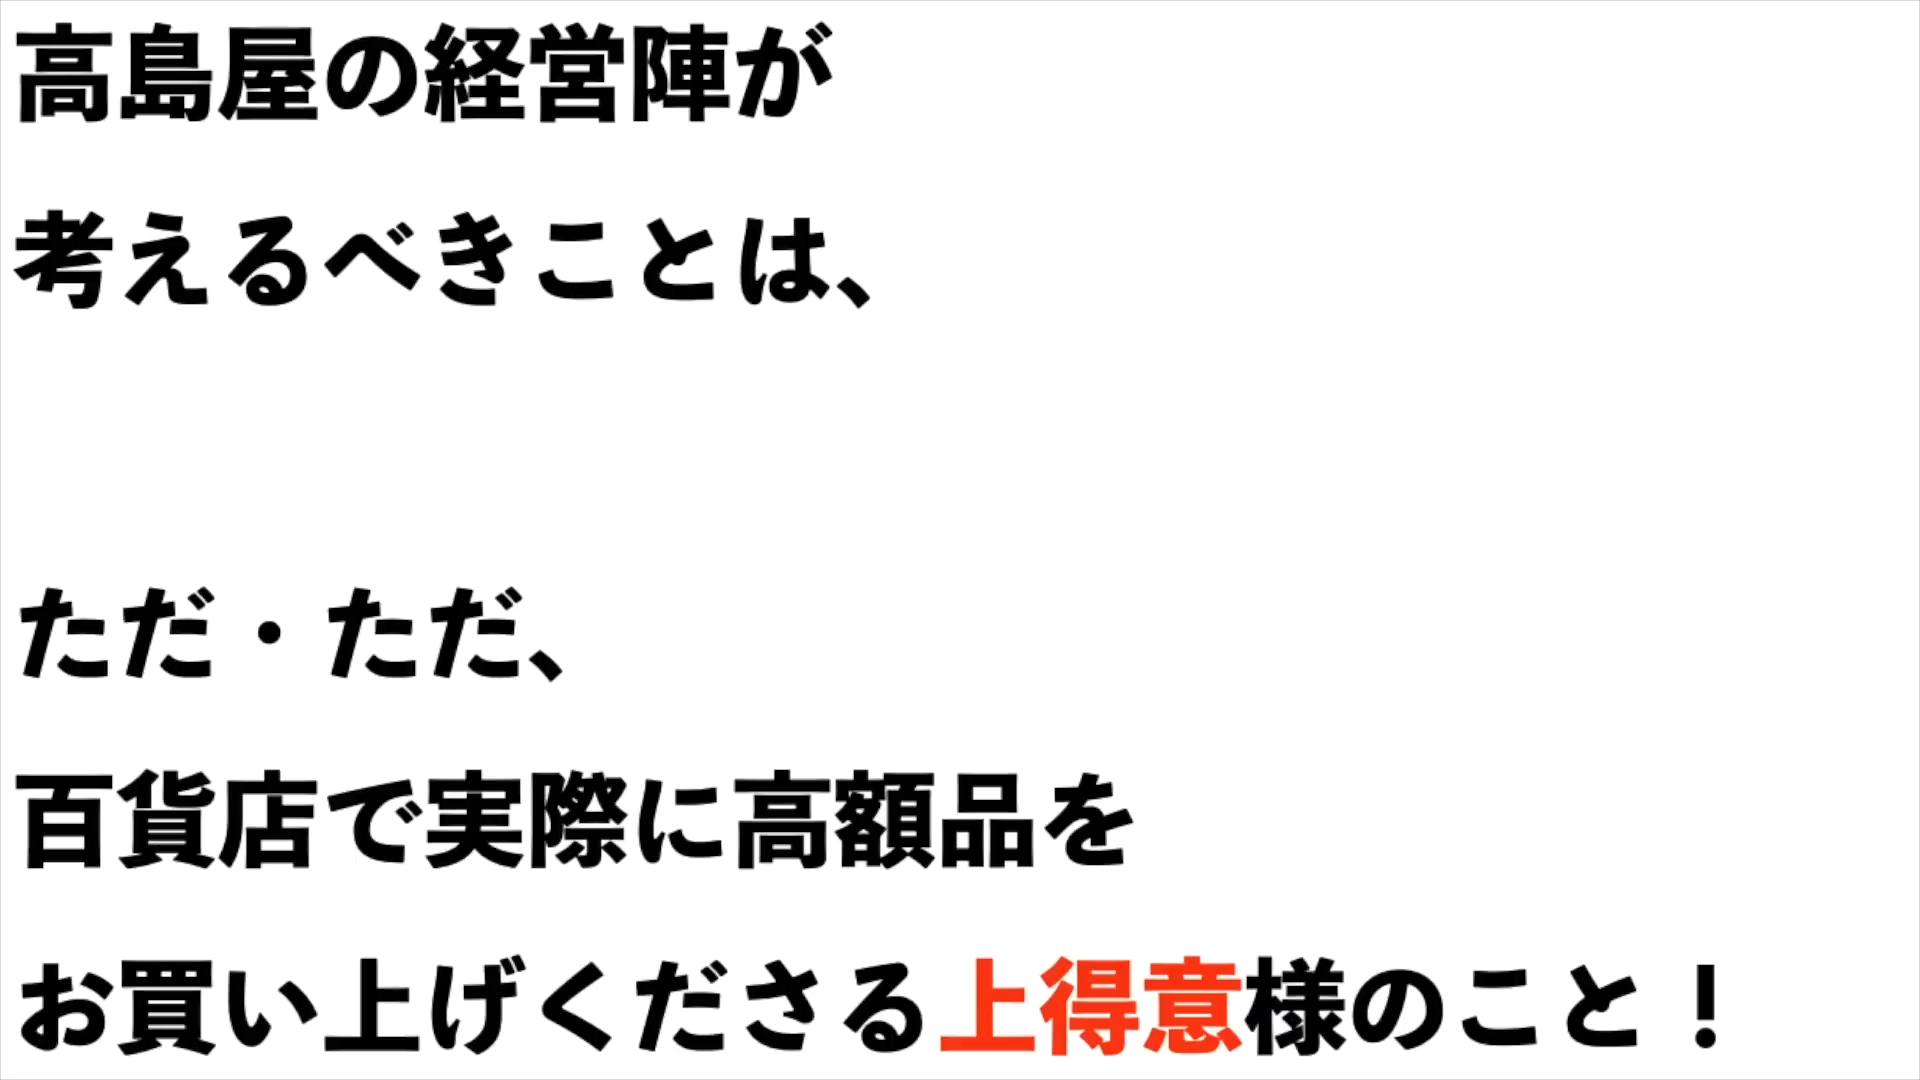 高島屋の経営陣が
考えるべきことは、
ただ・ただ、
百貨店で実際に高額品を
お買い上げくださる上得意様のこと！